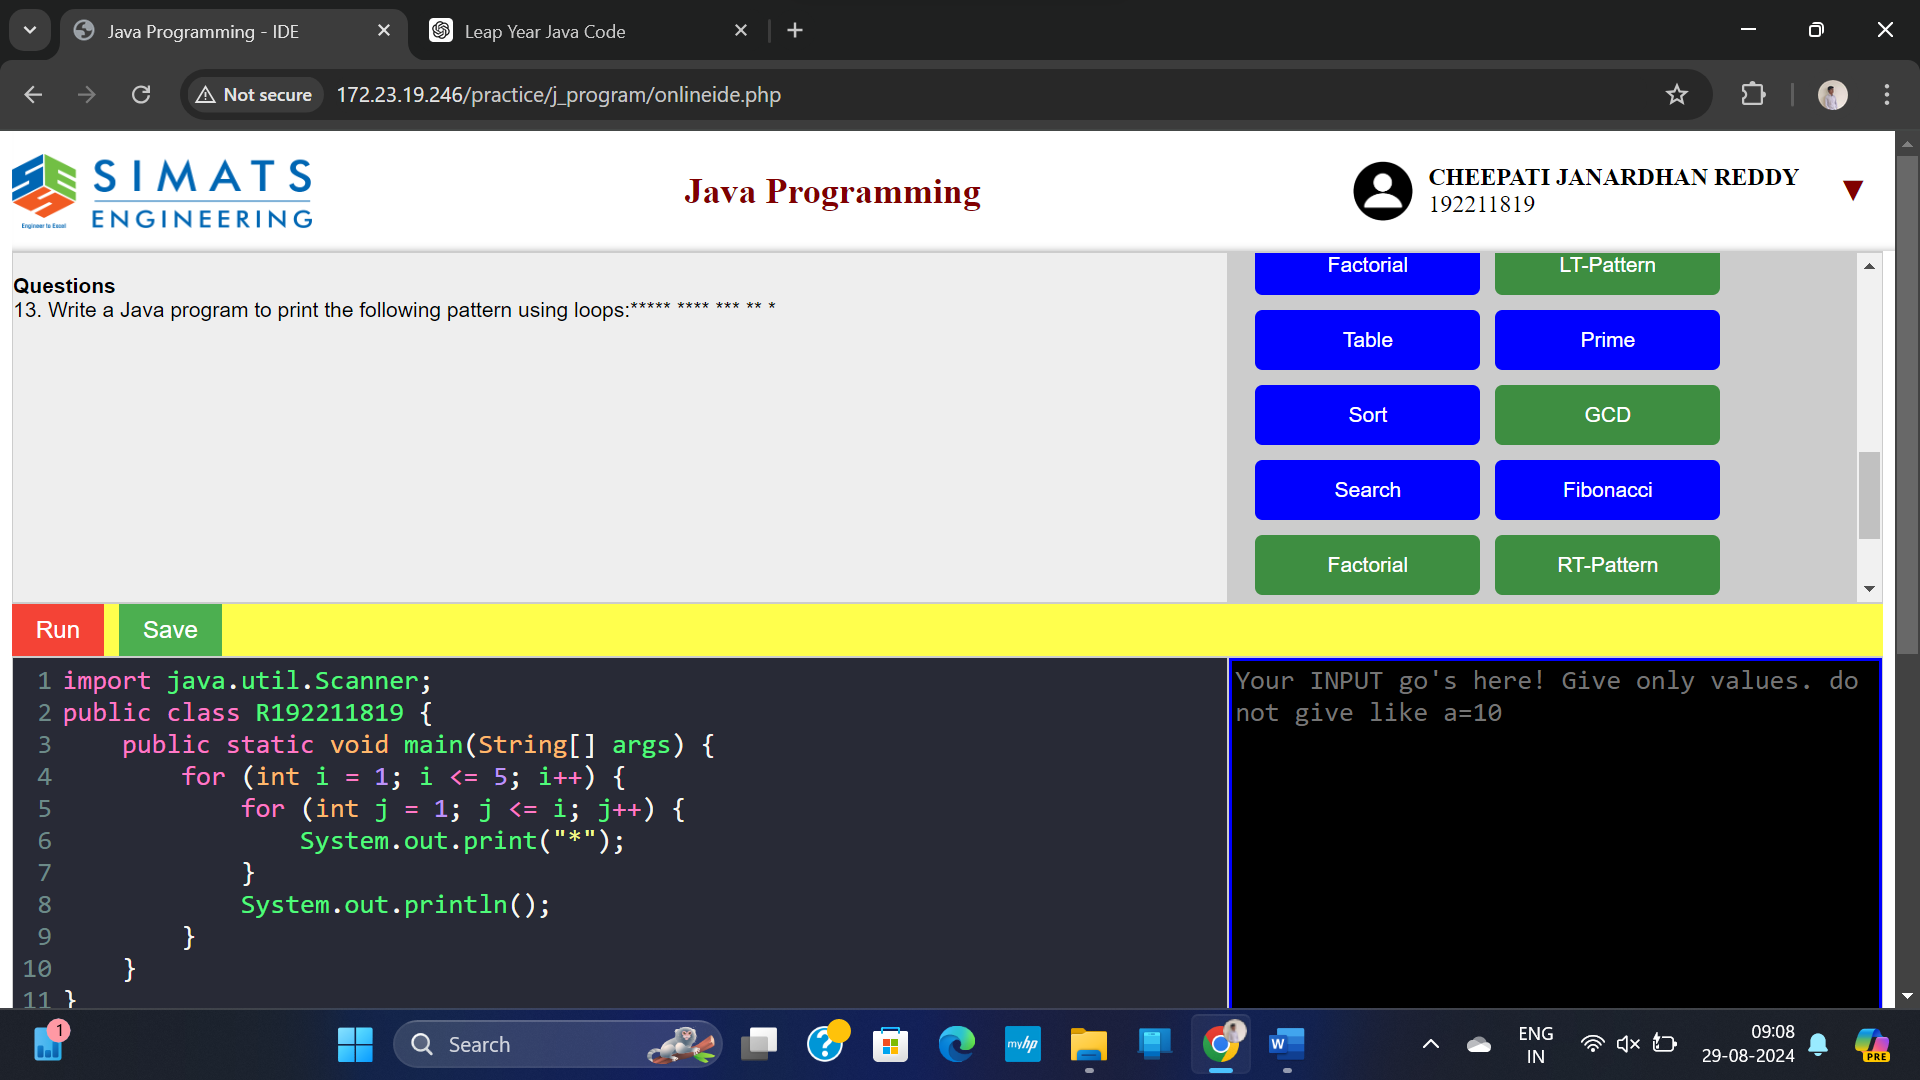 Java Programming - IDE
Leap Year Java Code
Not secure
172.23.19.246/practice/j_program/onlineide.php
SIMATS
ENGINEERING
Engineer to Excel
Java Programming
CHEEPATI JANARDHAN REDDY
192211819
Questions
13. Write a Java program to print the following pattern using loops:***** **** *** ** *
Factorial
LT-Pattern
Table
Prime
Sort
GCD
Search
Fibonacci
Factorial
RT-Pattern
Run
Save
1 import java.util.Scanner;
2 public class R192211819 {
3     public static void main(String[] args) {
4         for (int i = 1; i <= 5; i++) {
5             for (int j = 1; j <= i; j++) {
6                 System.out.print("*");
7             }
8             System.out.println();
9         }
10     }
11 }
Your INPUT go's here! Give only values. do
not give like a=10
1
Search
myhp
W
ENG
IN
09:08
29-08-2024
PRE